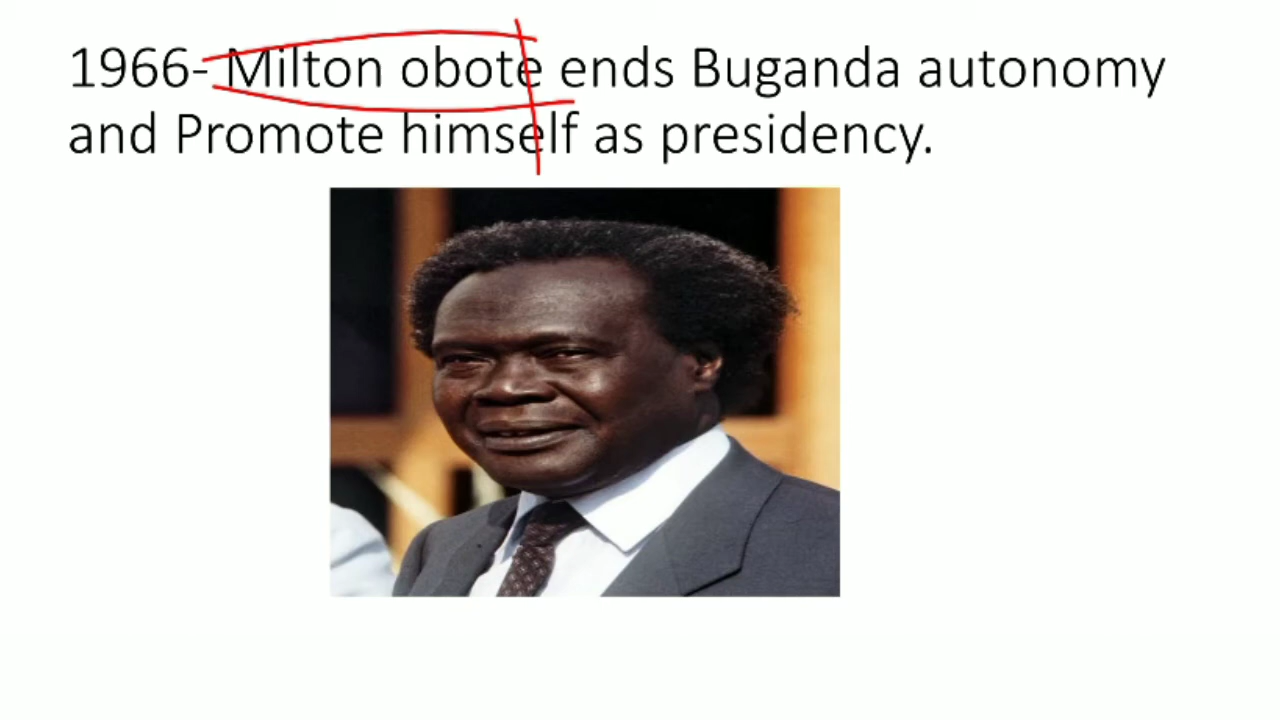 1966- Milton obote ends Buganda autonomy
and Promote himself as presidency.